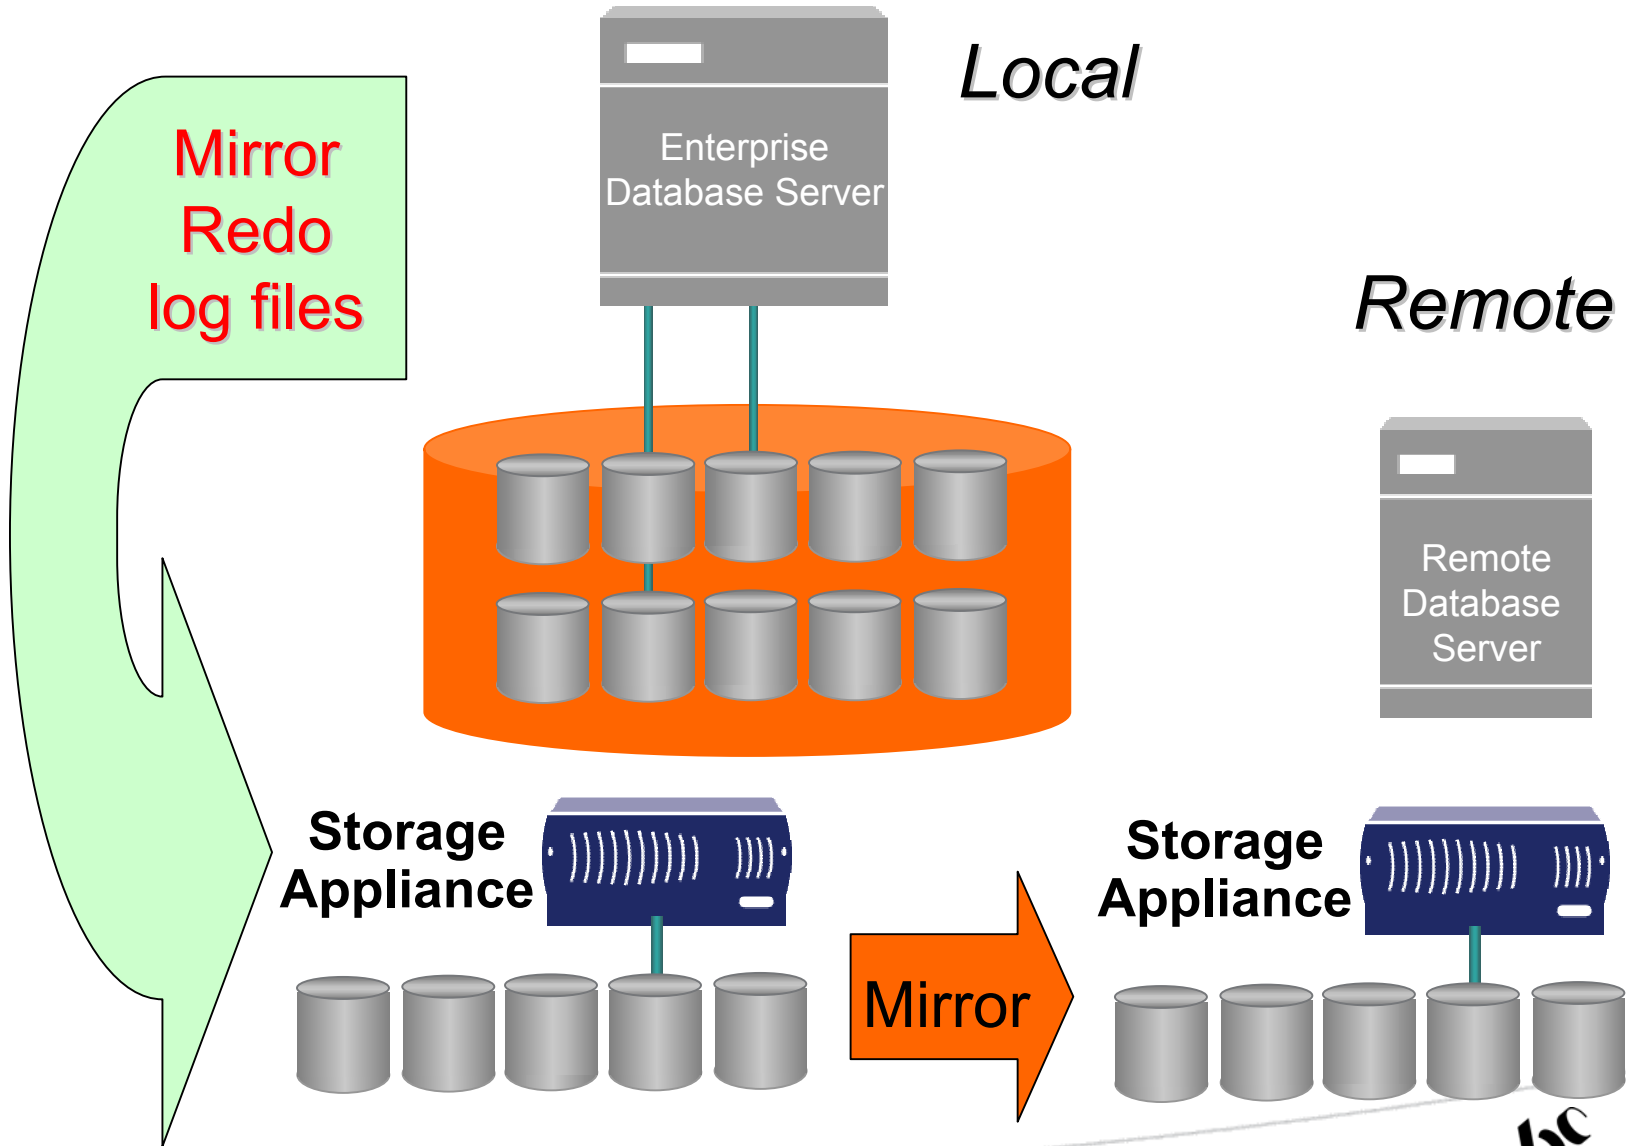 Local
Mirror
Redo
log files
Enterprise
Database Server
Remote
Remote
Database
Server
Storage
Appliance
Storage
Appliance
Mirror